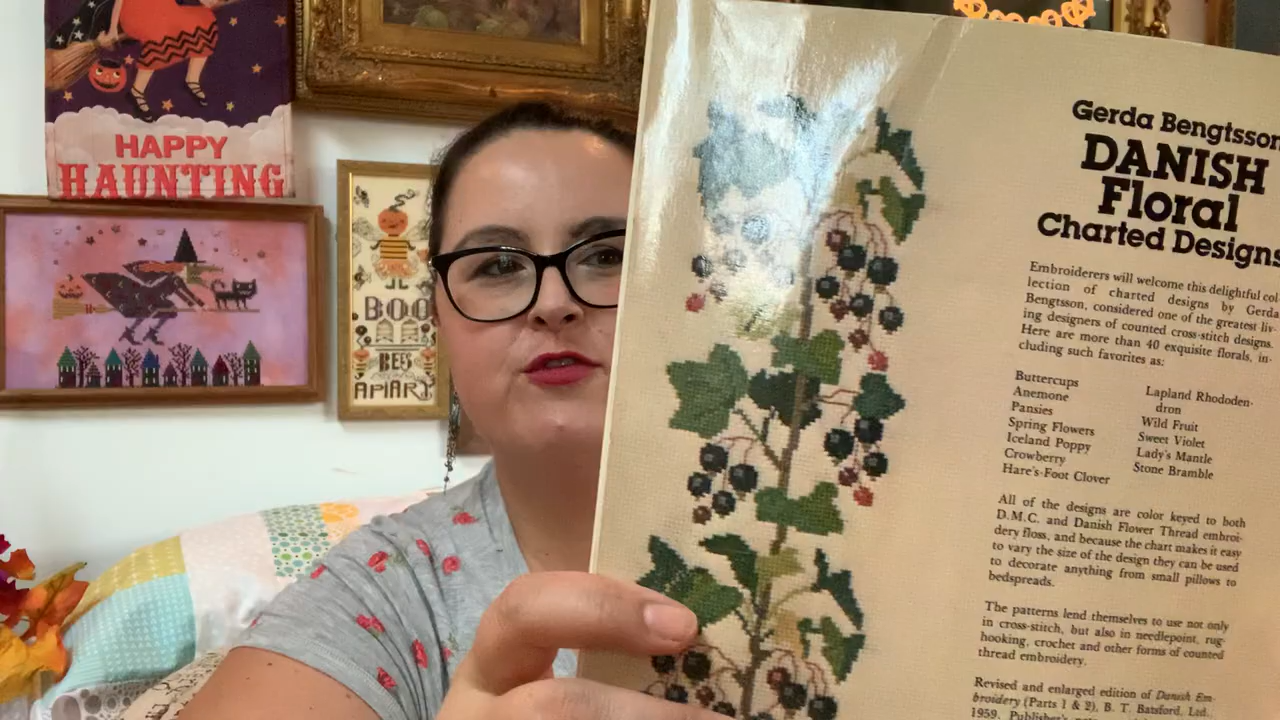 HAPPY
HAUNTING
BOO
BEES
APIARY
Gerda Bengtsson
DANISH
Floral
Charted Designs
Embroiderers will welcome this delightful col-
lection of charted designs by Gerda
Bengtsson, considered one of the greatest liv-
ing designers of counted cross-stitch designs.
Here are more than 40 exquisite florals, in-
cluding such favorites as:
Buttercups
Anemone
Pansies
Spring Flowers
Iceland Poppy
Crowberry
Hare's-Foot Clover
Lapland Rhododen-
dron
Wild Fruit
Sweet Violet
Lady's Mantle
Stone Bramble
All of the designs are color keyed to both
D.M.C. and Danish Flower Thread embroi-
dery floss, and because the chart makes it easy
to vary the size of the design they can be used
to decorate anything from small pillows to
bedspreads.
The patterns lend themselves to use not only
in cross-stitch, but also in needlepoint, rug-
hooking, crochet and other forms of counted
thread embroidery.
Revised and enlarged edition of Danish Em-
broidery (Parts 1 & 2), B. T. Batsford, Ltd.,
1959. Publisher's